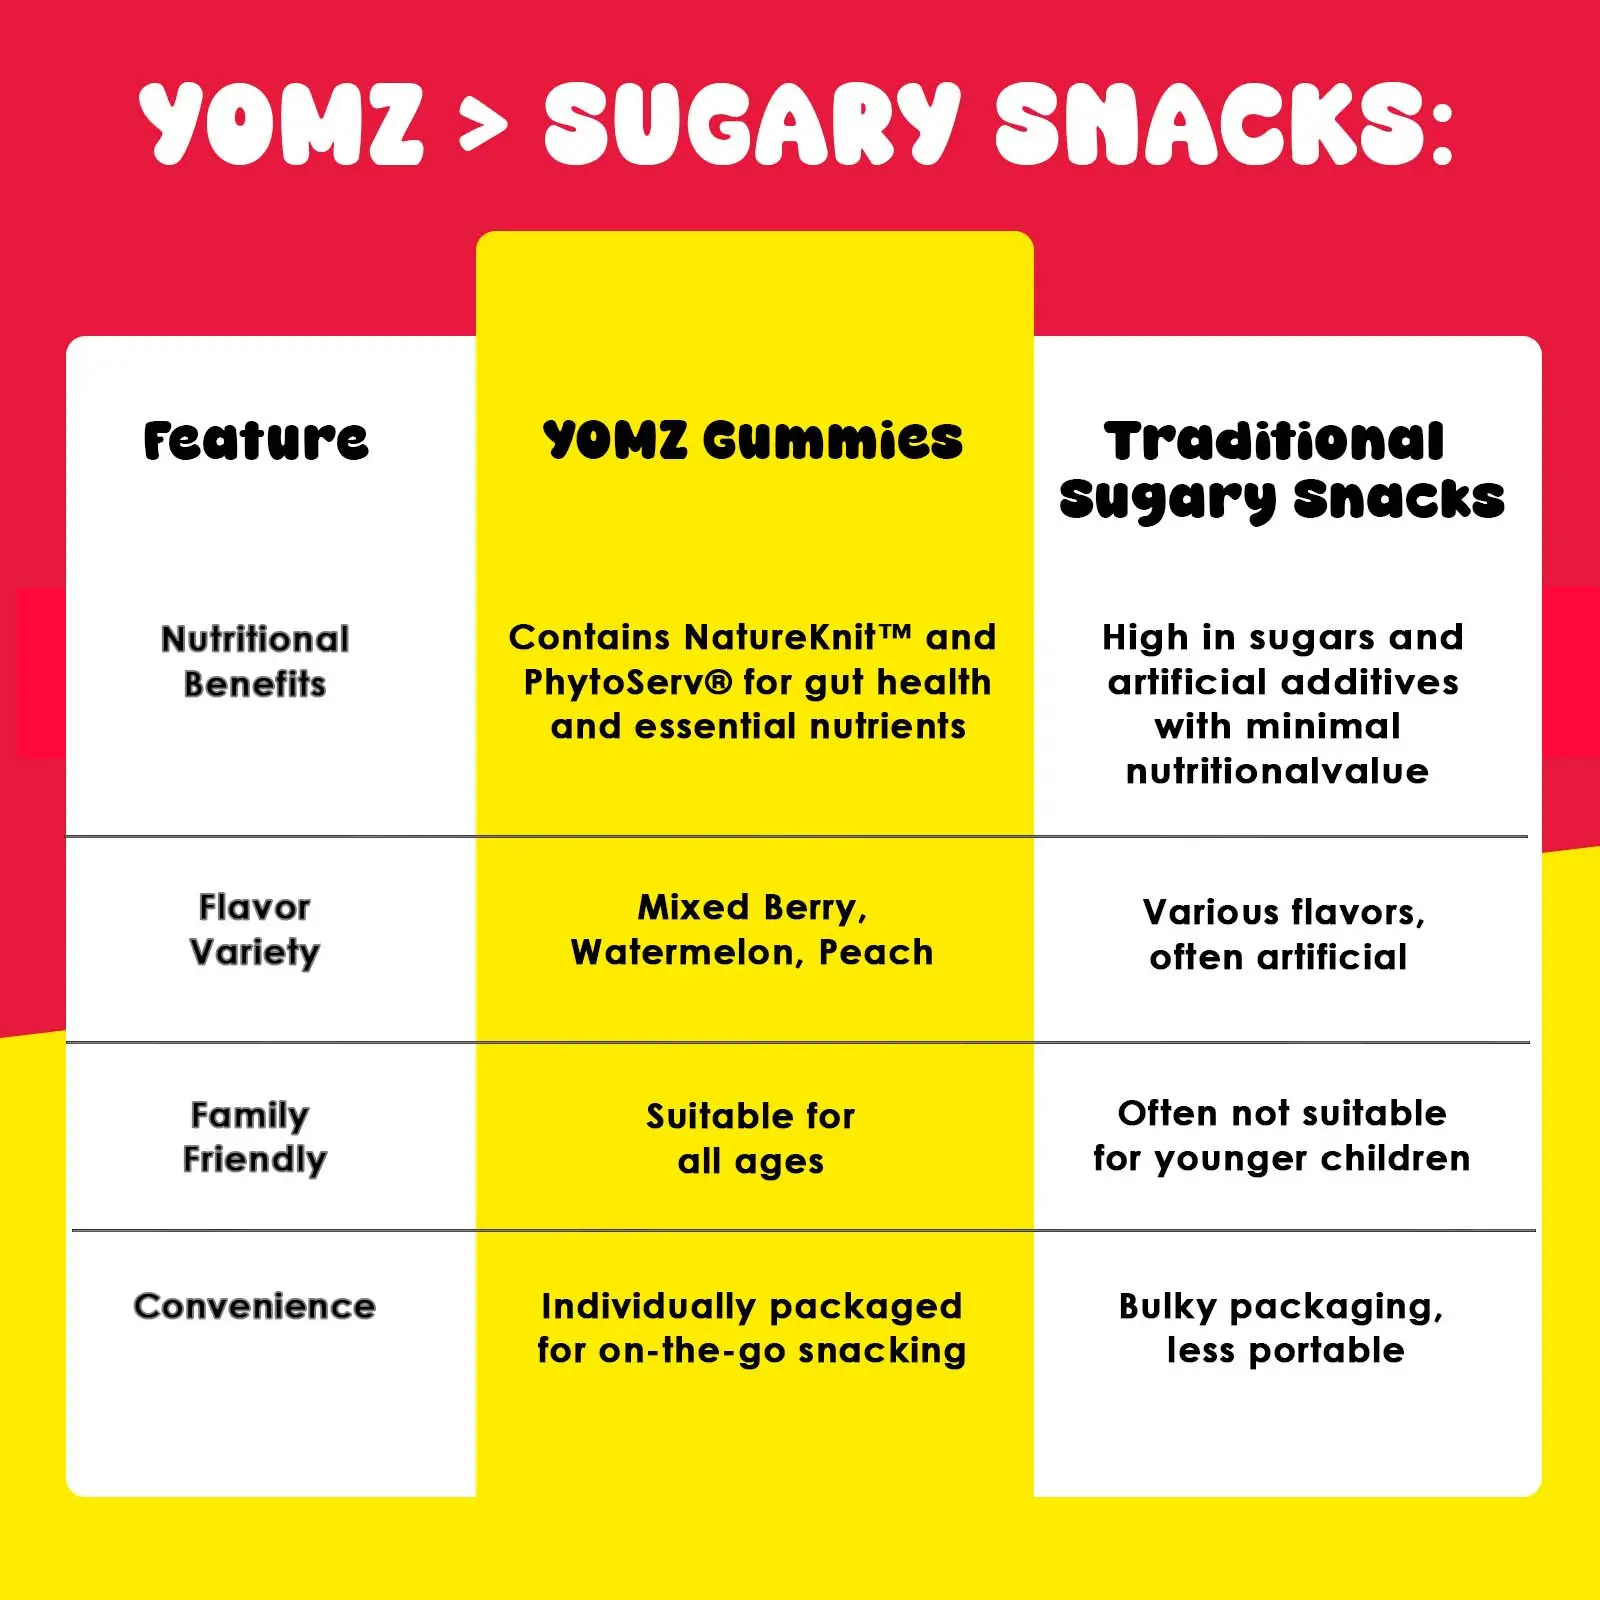 YOMZ > SUGARY SNACKS:
Feature
YOMZ Gummies
Traditional
Sugary Snacks
Nutritional
Benefits
Contains NatureKnit™ and
PhytoServ® for gut health
and essential nutrients
High in sugars and
artificial additives
with minimal
nutritionalvalue
Flavor
Variety
Mixed Berry,
Watermelon, Peach
Various flavors,
often artificial
Family
Friendly
Suitable for
all ages
Often not suitable
for younger children
Convenience
Individually packaged
for on-the-go snacking
Bulky packaging,
less portable